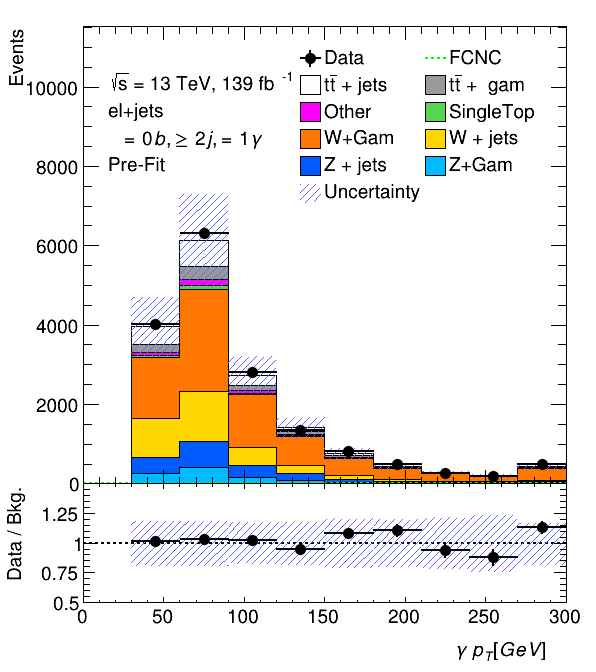 Events
10000
8000
6000
4000
2000
0
√s = 13 TeV, 139 fb⁻¹
el+jets
= 0b, ≥ 2j, = 1γ
Pre-Fit
Data FCNC
tt̄ + jets tt̄ + gam
Other SingleTop
W+Gam W + jets
Z + jets Z+Gam
Uncertainty
Data / Bkg.
1.25
1
0.75
0.5
0 50 100 150 200 250 300
γ p_T[GeV]